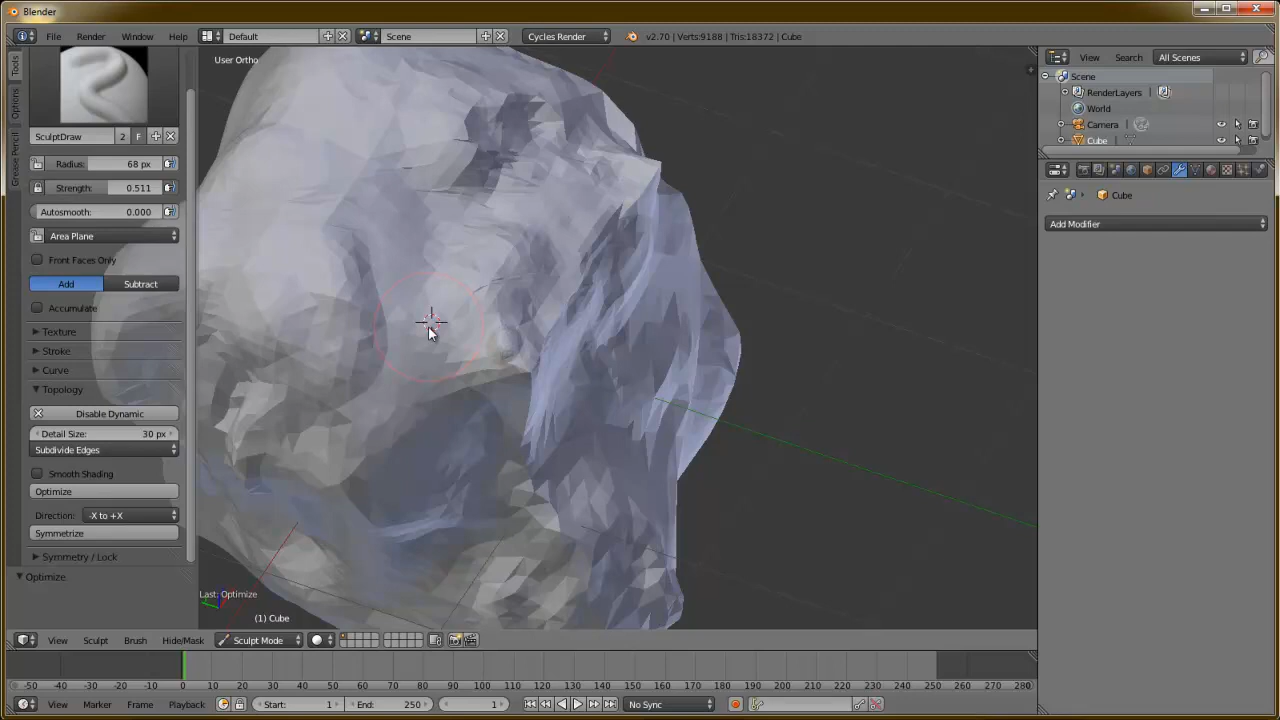 Blender
File Render Window Help Default Scene Cycles Render v2.70 | Verts:9188 | Tris:18372 | Cube
User Ortho
View Search All Scenes
Scene
RenderLayers
World
Camera
Cube
Tools
Options
Grease Pencil
SculptDraw 2 F
Radius: 68 px
Strength: 0.511
Autosmooth: 0.000
Area Plane
Front Faces Only
Add Subtract
Accumulate
Texture
Stroke
Curve
Topology
Disable Dynamic
Detail Size: 30 px
Subdivide Edges
Smooth Shading
Optimize
Direction: -X to +X
Symmetrize
Symmetry / Lock
Optimize
Cube
Add Modifier
Last: Optimize
(1) Cube
View Sculpt Brush Hide/Mask Sculpt Mode
-50 -40 -30 -20 -10 0 10 20 30 40 50 60 70 80 90 100 110 120 130 140 150 160 170 180 190 200 210 220 230 240 250 260 270 280
View Marker Frame Playback Start: 1 End: 250 1 No Sync